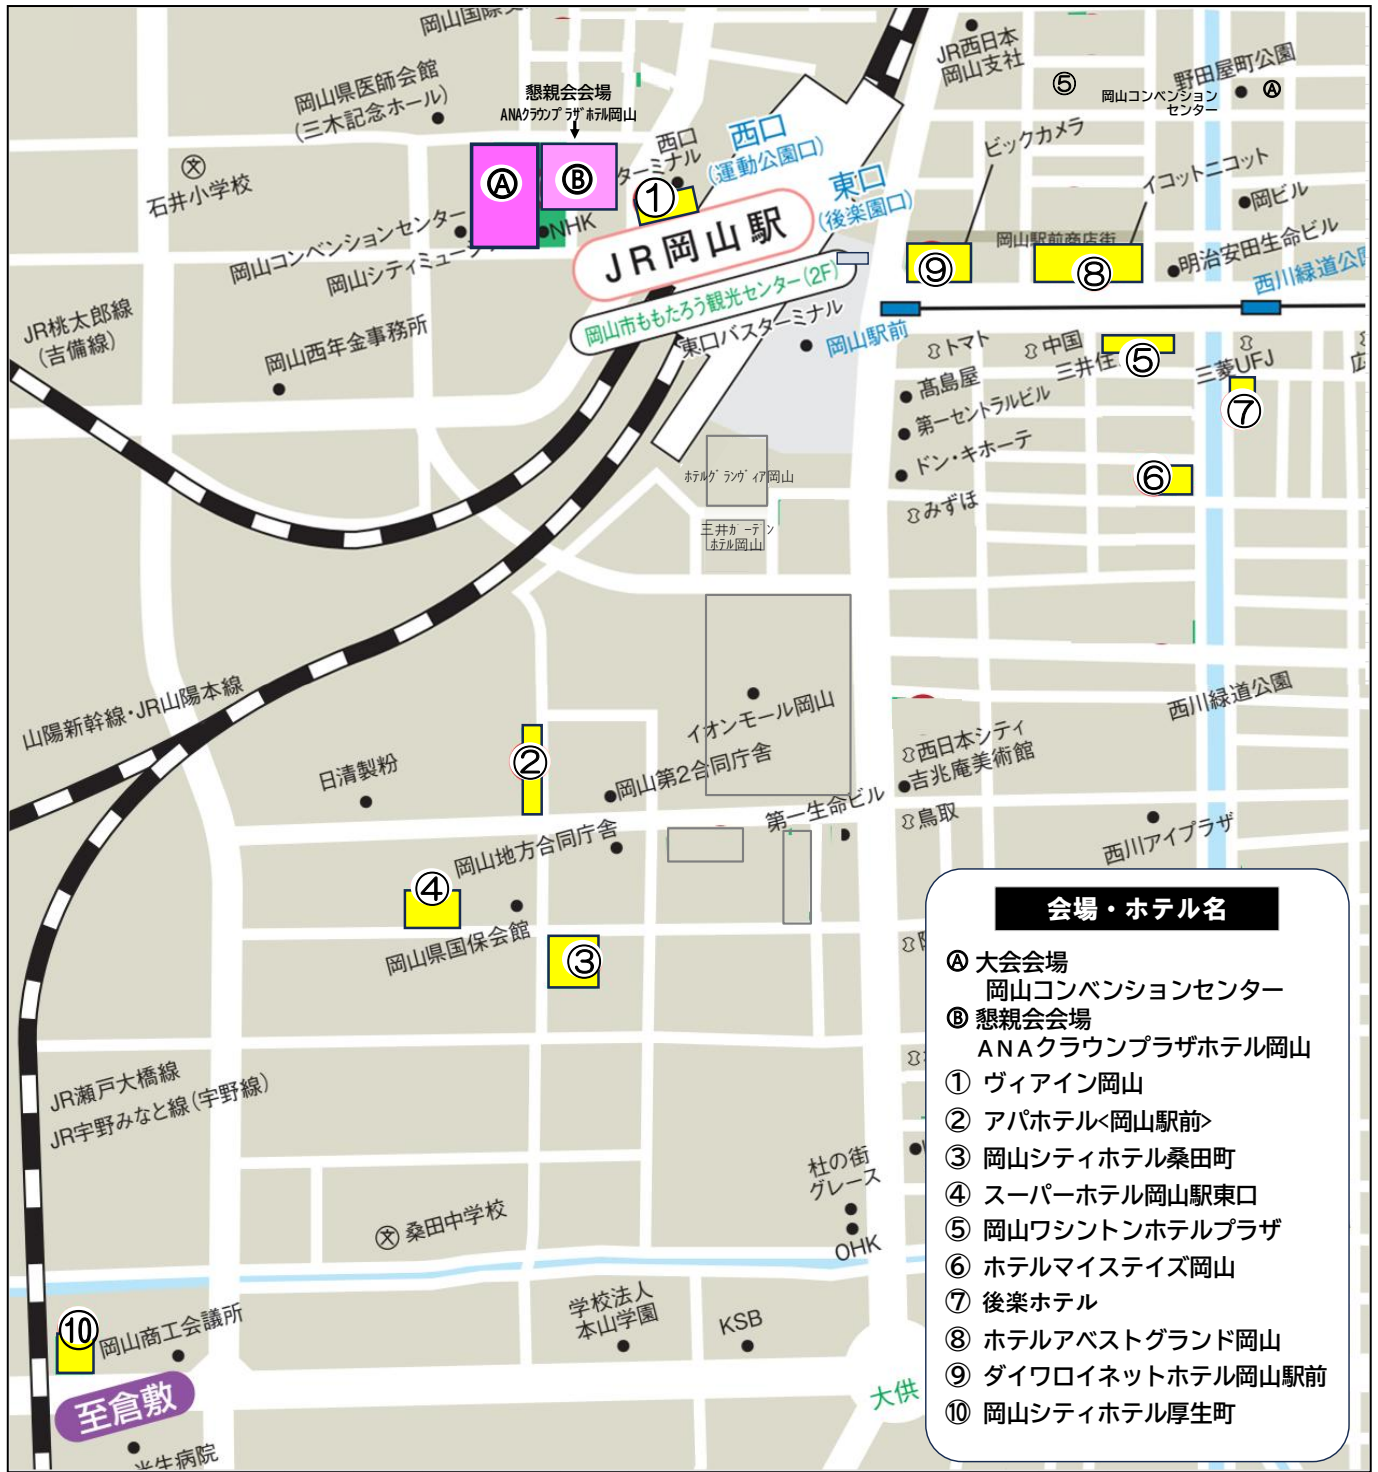 岡山国際交
JR西日本
岡山支社
⑤
岡山コンベンション
センター
野田屋町公園
Ⓐ
岡山県医師会館
(三木記念ホール)
懇親会会場
ANAクラウンプラザホテル岡山
西口
ターミナル
西口
(運動公園口)
ビックカメラ
イコットニコット
石井小学校
Ⓐ
Ⓑ
①
東口
(後楽園口)
岡ビル
岡山コンベンションセンター
NHK
JR岡山駅
岡山駅前商店街
明治安田生命ビル
岡山シティミュージ
⑨
⑧
西川緑道公園
岡山市ももたろう観光センター(2F)
JR桃太郎線
(吉備線)
岡山西年金事務所
東口バスターミナル
岡山駅前
トマト
中国
三井住
⑤
三菱UFJ
広
髙島屋
第一セントラルビル
⑦
ドン・キホーテ
⑥
ホテルグランヴィア岡山
みずほ
三井ガーデン
ホテル岡山
山陽新幹線・JR山陽本線
西川緑道公園
イオンモール岡山
②
日清製粉
岡山第2合同庁舎
西日本シティ
吉兆庵美術館
第一生命ビル
鳥取
岡山地方合同庁舎
西川アイプラザ
④
岡山県国保会館
③
JR瀬戸大橋線
JR宇野みなと線(宇野線)
杜の街
グレース
桑田中学校
OHK
学校法人
本山学園
KSB
⑩
岡山商工会議所
至倉敷
大供
光生病院
会場・ホテル名
Ⓐ 大会会場
岡山コンベンションセンター
Ⓑ 懇親会会場
ANAクラウンプラザホテル岡山
① ヴィアイン岡山
② アパホテル<岡山駅前>
③ 岡山シティホテル桑田町
④ スーパーホテル岡山駅東口
⑤ 岡山ワシントンホテルプラザ
⑥ ホテルマイステイズ岡山
⑦ 後楽ホテル
⑧ ホテルアベストグランド岡山
⑨ ダイワロイネットホテル岡山駅前
⑩ 岡山シティホテル厚生町